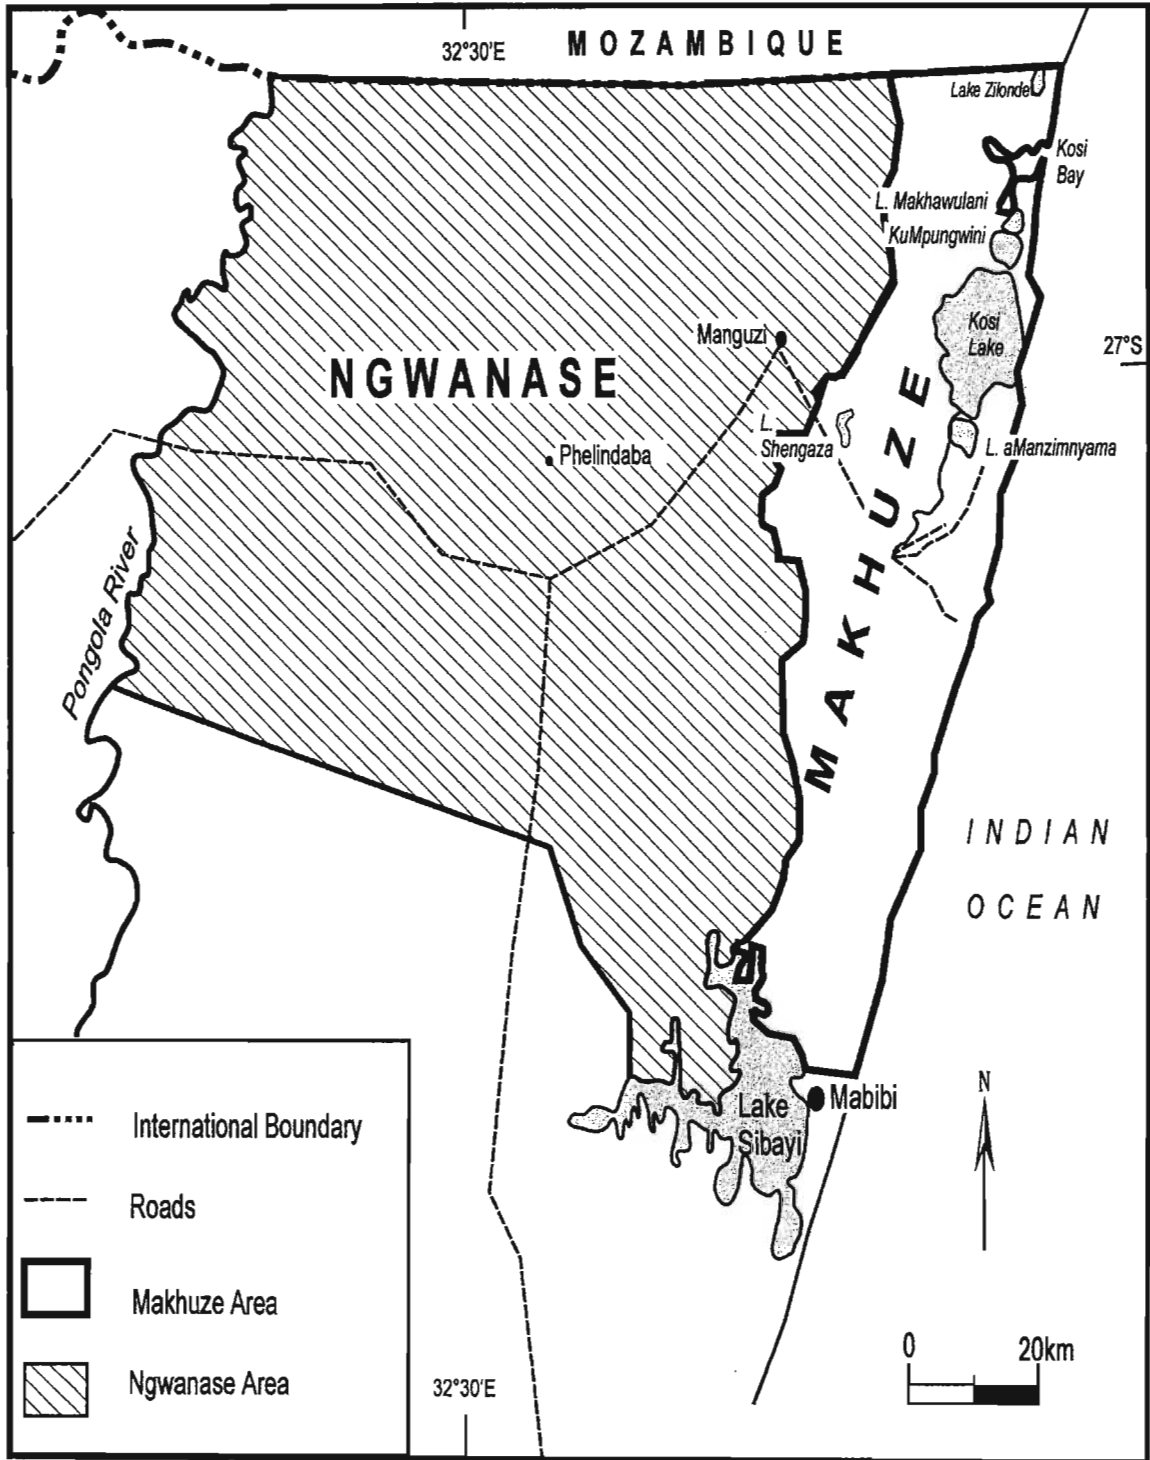 32°30'E
MOZAMBIQUE
Lake Zilonde
Kosi
Bay
L. Makhawulani
KuMpungwini
Kosi
Lake
27°S
Manguzi
NGWANASE
L.
Shengaza
Phelindaba
L. aManzimnyama
MAKHUZE
Pongola River
INDIAN
OCEAN
Lake
Sibayi
Mabibi
N
International Boundary
Roads
Makhuze Area
Ngwanase Area
32°30'E
0 20km